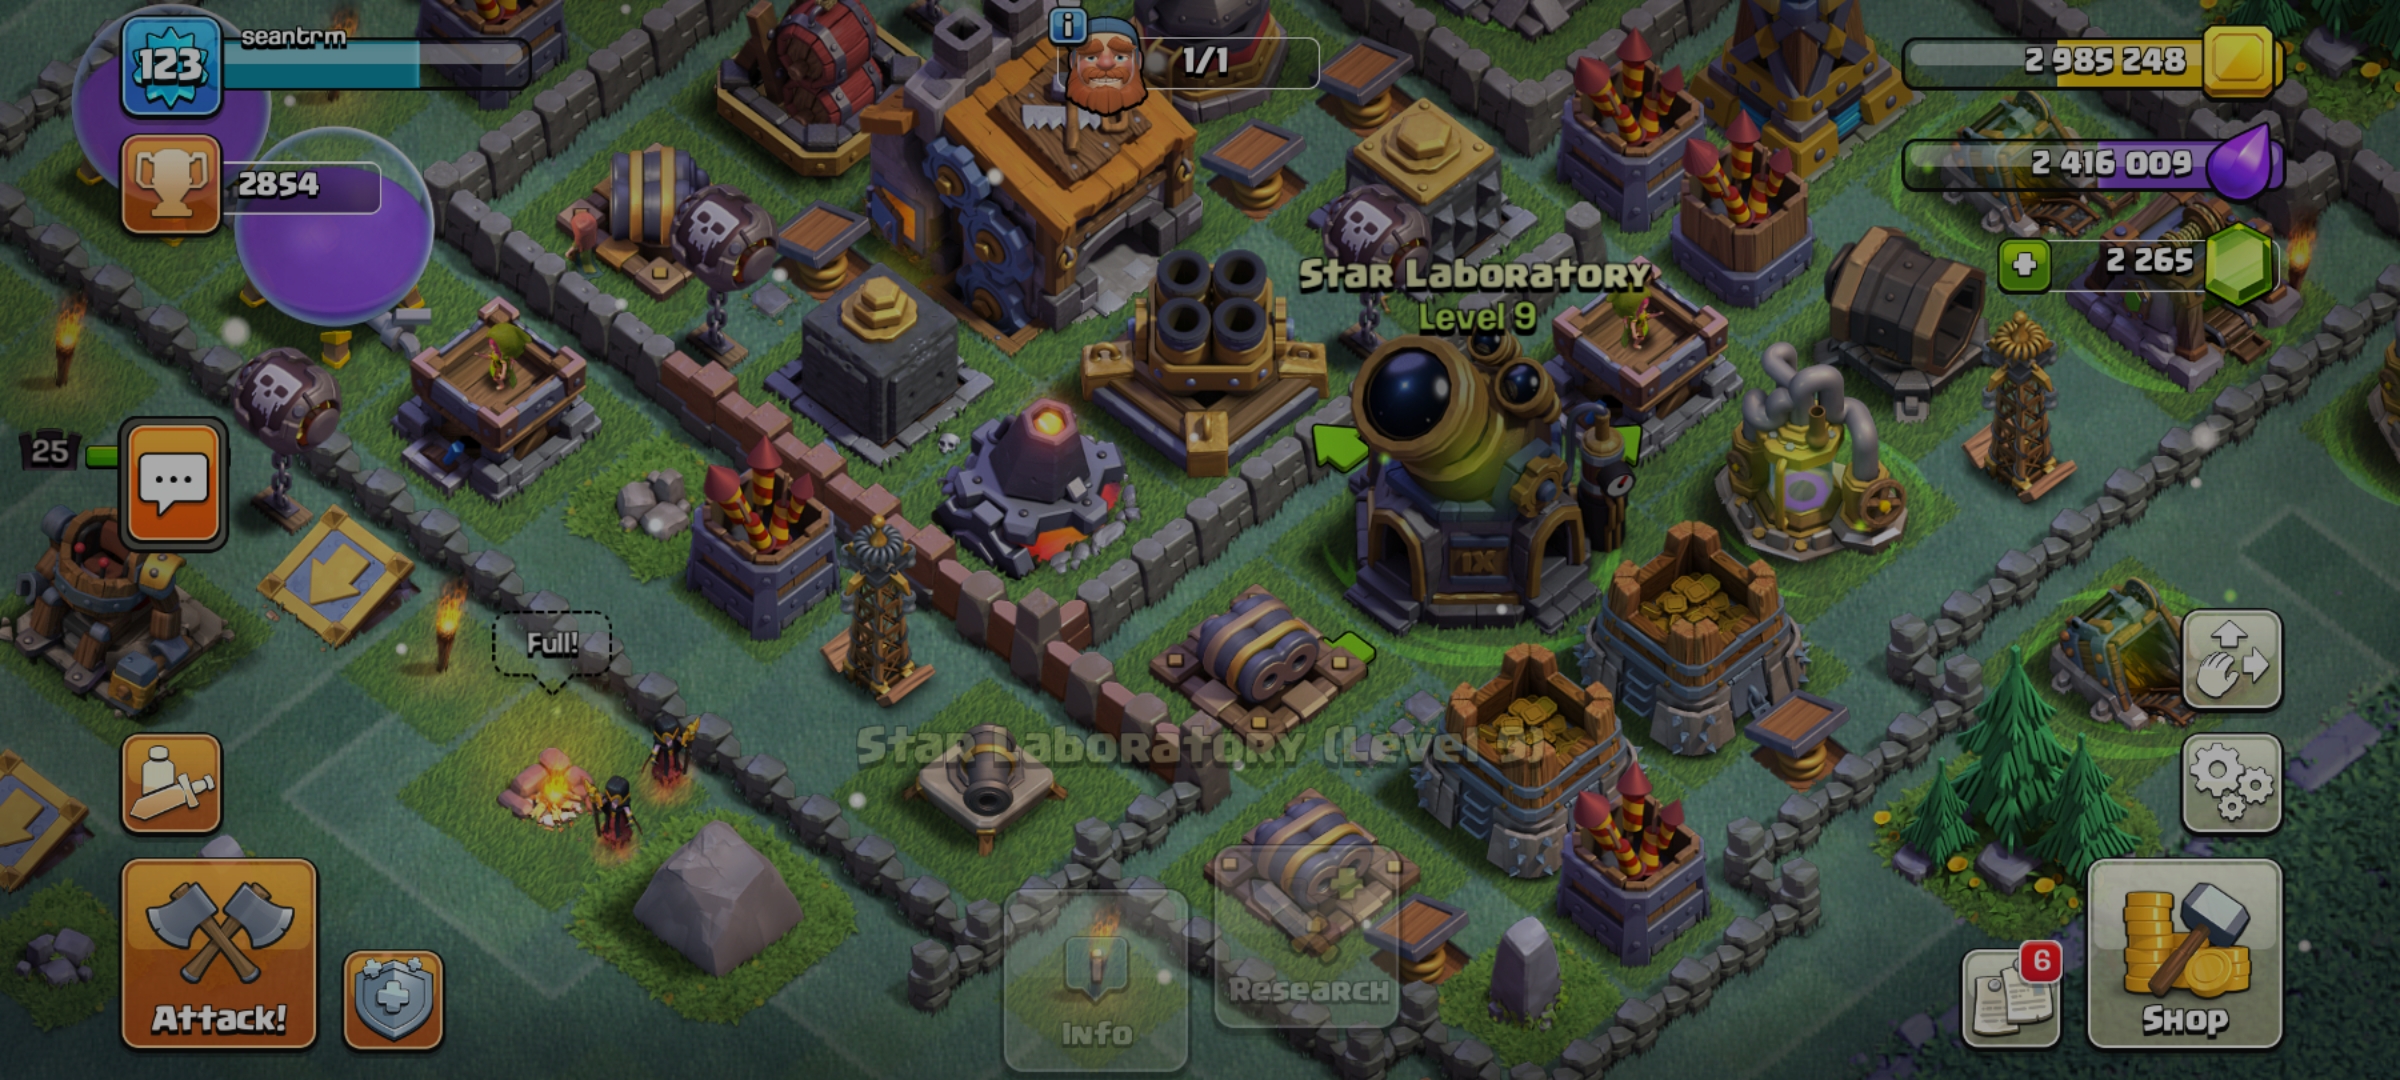 123
seantrm
1/1
2 985 248
2854
2 416 009
2 265
Star Laboratory
Level 9
25
IX
Full!
Star Laboratory (Level 9)
6
Research
Attack!
Info
Shop